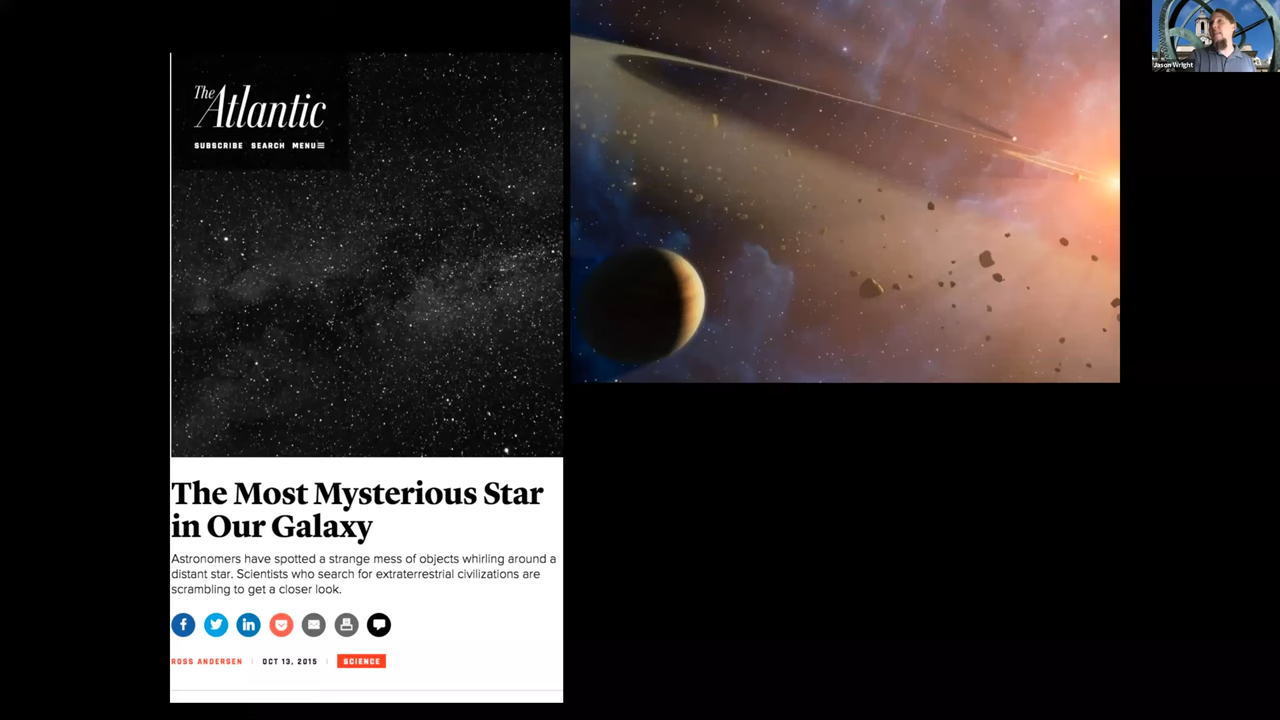 The Atlantic
SUBSCRIBE SEARCH MENU
The Most Mysterious Star
in Our Galaxy
Astronomers have spotted a strange mess of objects whirling around a
distant star. Scientists who search for extraterrestrial civilizations are
scrambling to get a closer look.
ROSS ANDERSEN | OCT 13, 2015 | SCIENCE
Jason Wright